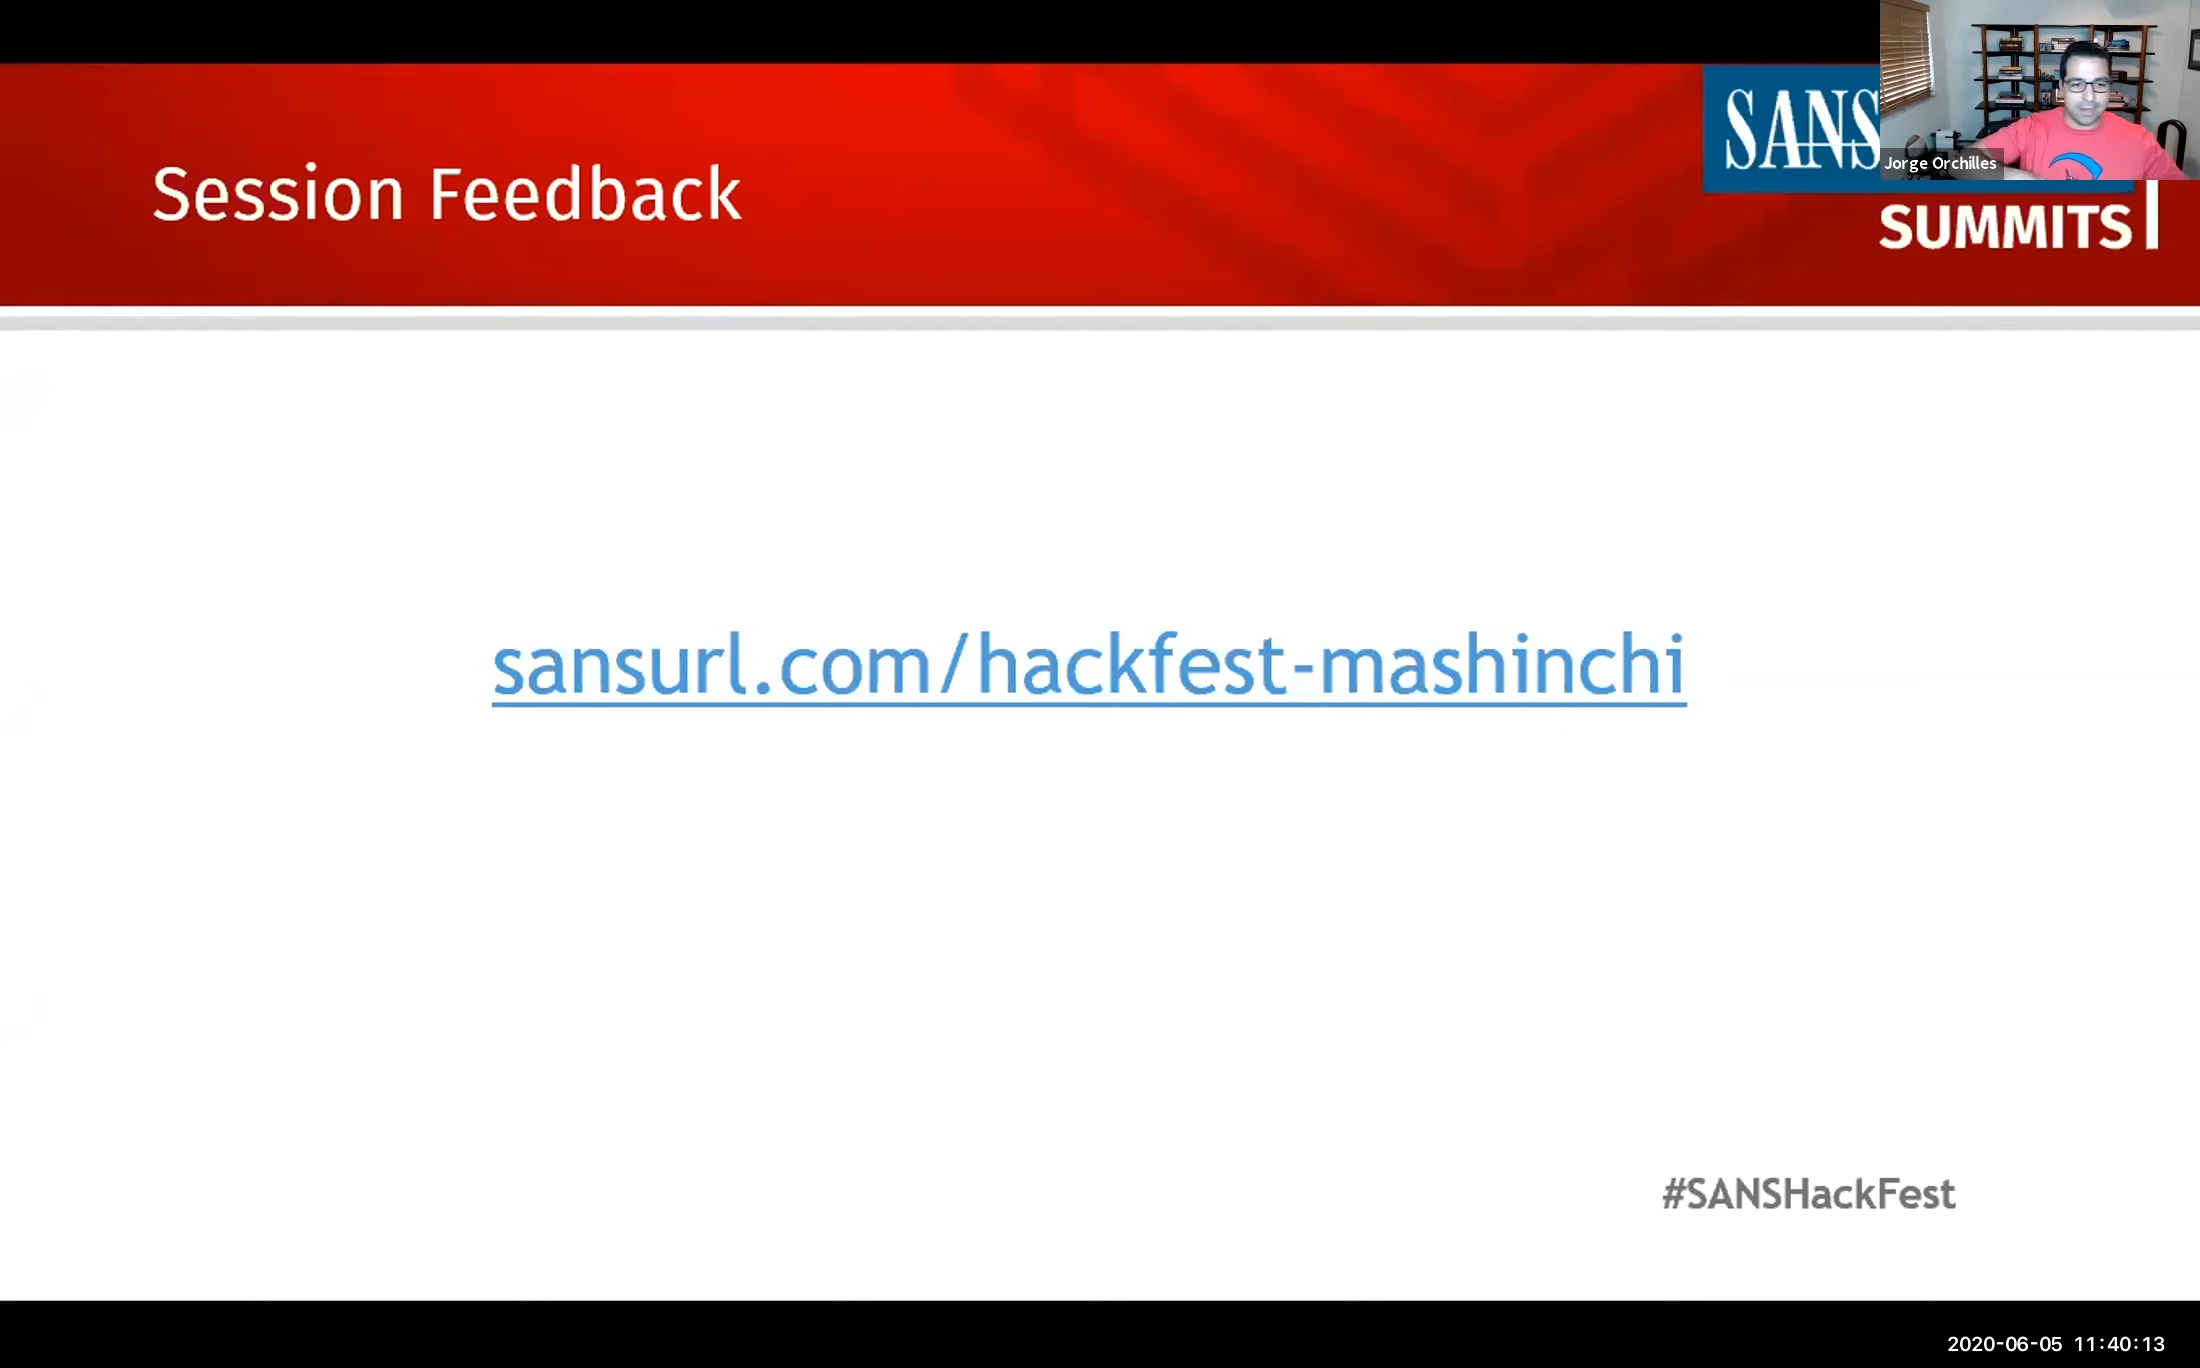 SANS
Jorge Orchilles
Session Feedback
SUMMITS
sansurl.com/hackfest-mashinchi
#SANSHackFest
2020-06-05 11:40:13